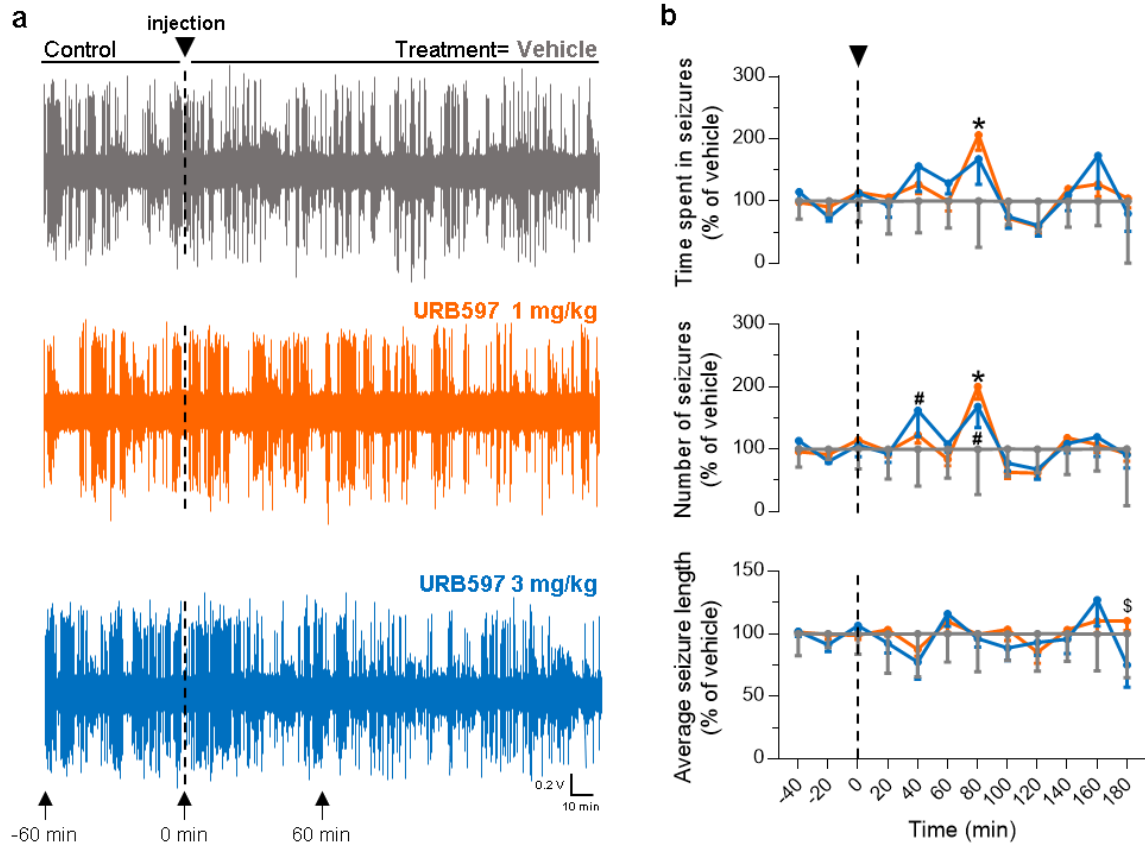 a
injection
Control
Treatment= Vehicle
URB597 1 mg/kg
URB597 3 mg/kg
0.2 V
10 min
-60 min
0 min
60 min
b
Time spent in seizures
(% of vehicle)
300
200
100
0
*
Number of seizures
(% of vehicle)
300
200
100
0
#
*
#
Average seizure length
(% of vehicle)
150
100
50
0
$
-40
-20
0
20
40
60
80
100
120
140
160
180
Time (min)